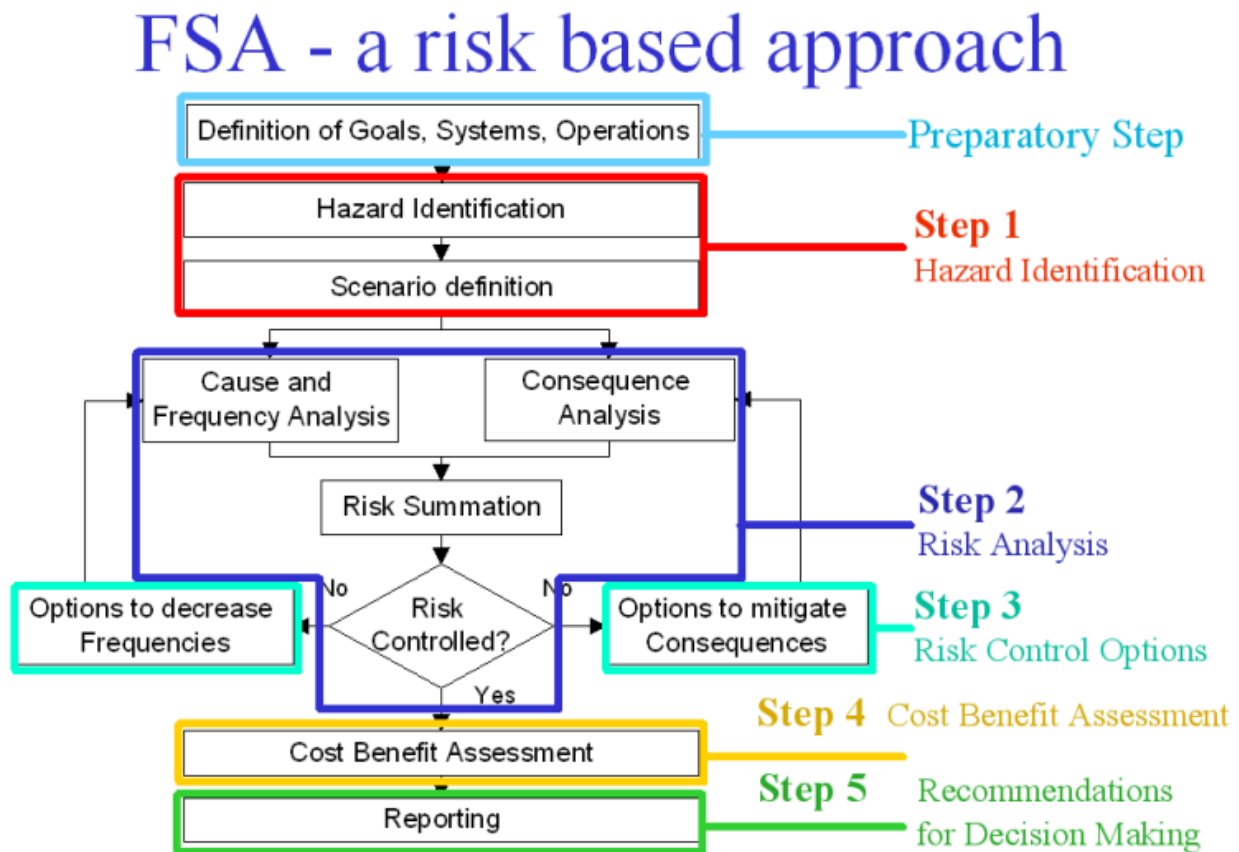 FSA - a risk based approach
Definition of Goals, Systems, Operations
Preparatory Step
Hazard Identification
Step 1
Hazard Identification
Scenario definition
Cause and
Frequency Analysis
Consequence
Analysis
Risk Summation
Step 2
Risk Analysis
No
No
Options to decrease
Frequencies
Risk
Controlled?
Options to mitigate
Consequences
Step 3
Risk Control Options
Yes
Step 4 Cost Benefit Assessment
Cost Benefit Assessment
Step 5 Recommendations
for Decision Making
Reporting